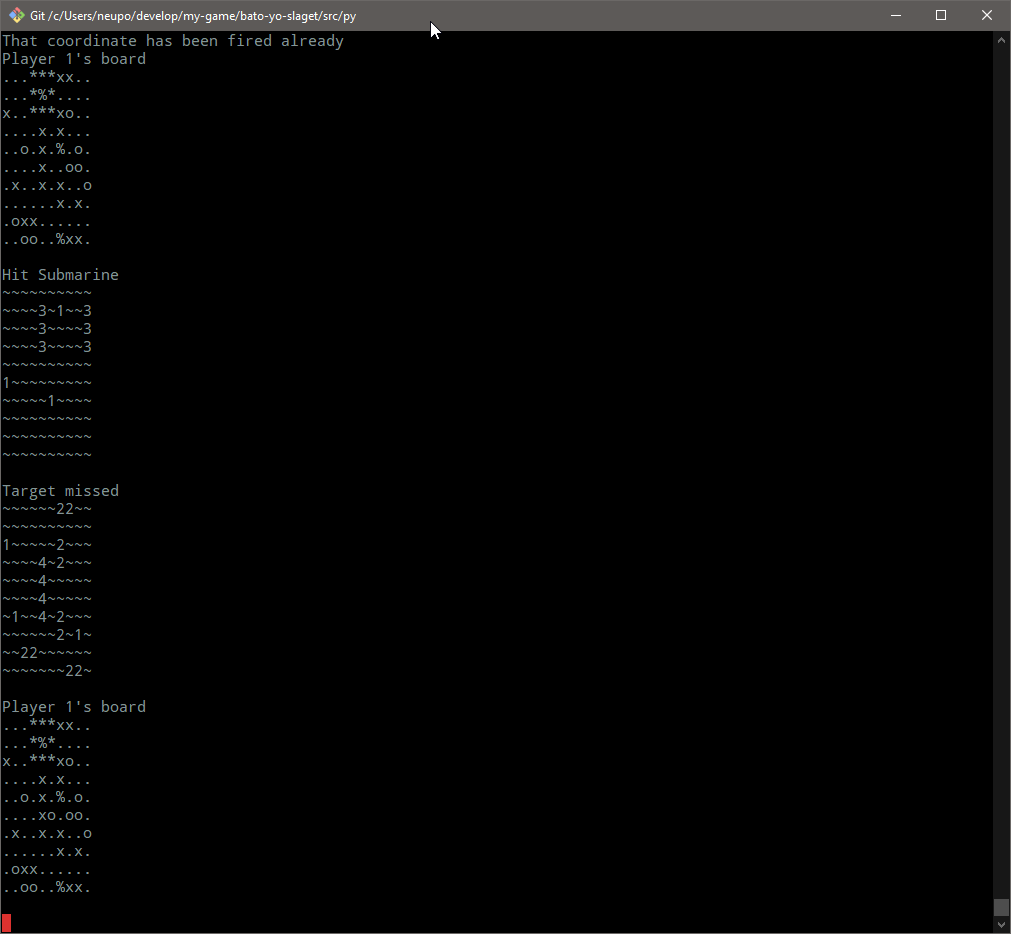 Git /c/Users/neupo/develop/my-game/bato-yo-slaget/src/py
That coordinate has been fired already
Player 1's board
...***xx..
...*%*....
x..***xo..
....x.x...
..o.x.%.o.
....x..oo.
.x..x.x..o
......x.x.
.oxx......
..oo..%xx.
Hit Submarine
~~~~~~~~~~
~~~~3~1~~3
~~~~3~~~~3
~~~~3~~~~3
~~~~~~~~~~
1~~~~~~~~~
~~~~~1~~~~
~~~~~~~~~~
~~~~~~~~~~
~~~~~~~~~~
Target missed
~~~~~~22~~
~~~~~~~~~~
1~~~~~2~~~
~~~~4~2~~~
~~~~4~~~~~
~~~~4~~~~~
~1~~4~2~~~
~~~~~~2~1~
~~22~~~~~~
~~~~~~~22~
Player 1's board
...***xx..
...*%*....
x..***xo..
....x.x...
..o.x.%.o.
....xo.oo.
.x..x.x..o
......x.x.
.oxx......
..oo..%xx.